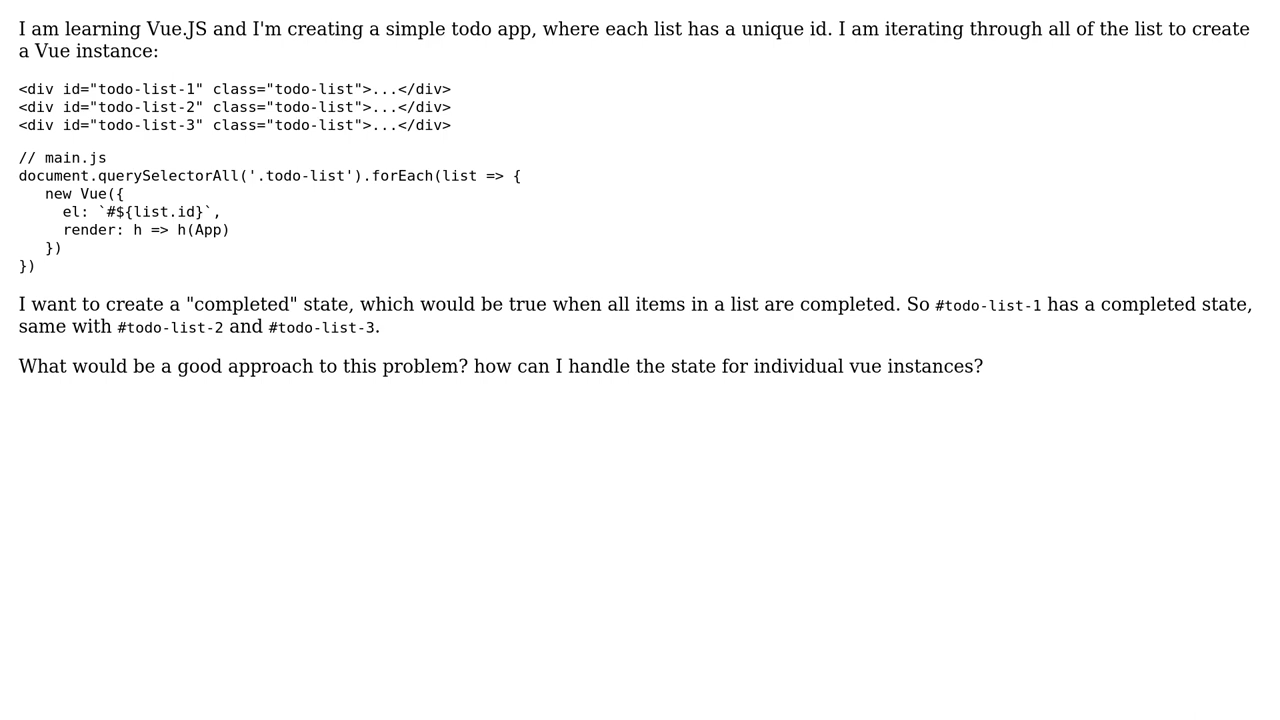 I am learning Vue.JS and I'm creating a simple todo app, where each list has a unique id. I am iterating through all of the list to create
a Vue instance:
<div id="todo-list-1" class="todo-list">...</div>
<div id="todo-list-2" class="todo-list">...</div>
<div id="todo-list-3" class="todo-list">...</div>
// main.js
document.querySelectorAll('.todo-list').forEach(list => {
   new Vue({
     el: `#${list.id}`,
     render: h => h(App)
   })
})
I want to create a "completed" state, which would be true when all items in a list are completed. So #todo-list-1 has a completed state,
same with #todo-list-2 and #todo-list-3.
What would be a good approach to this problem? how can I handle the state for individual vue instances?